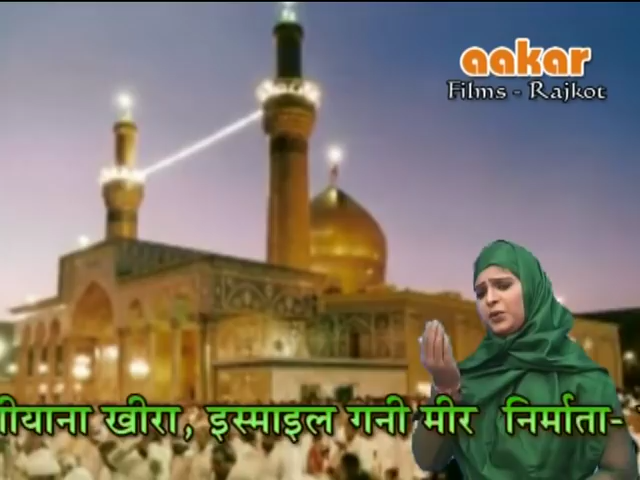 aakar
Films - Rajkot
खीरा, इस्माइल गनी मीर निर्माता-